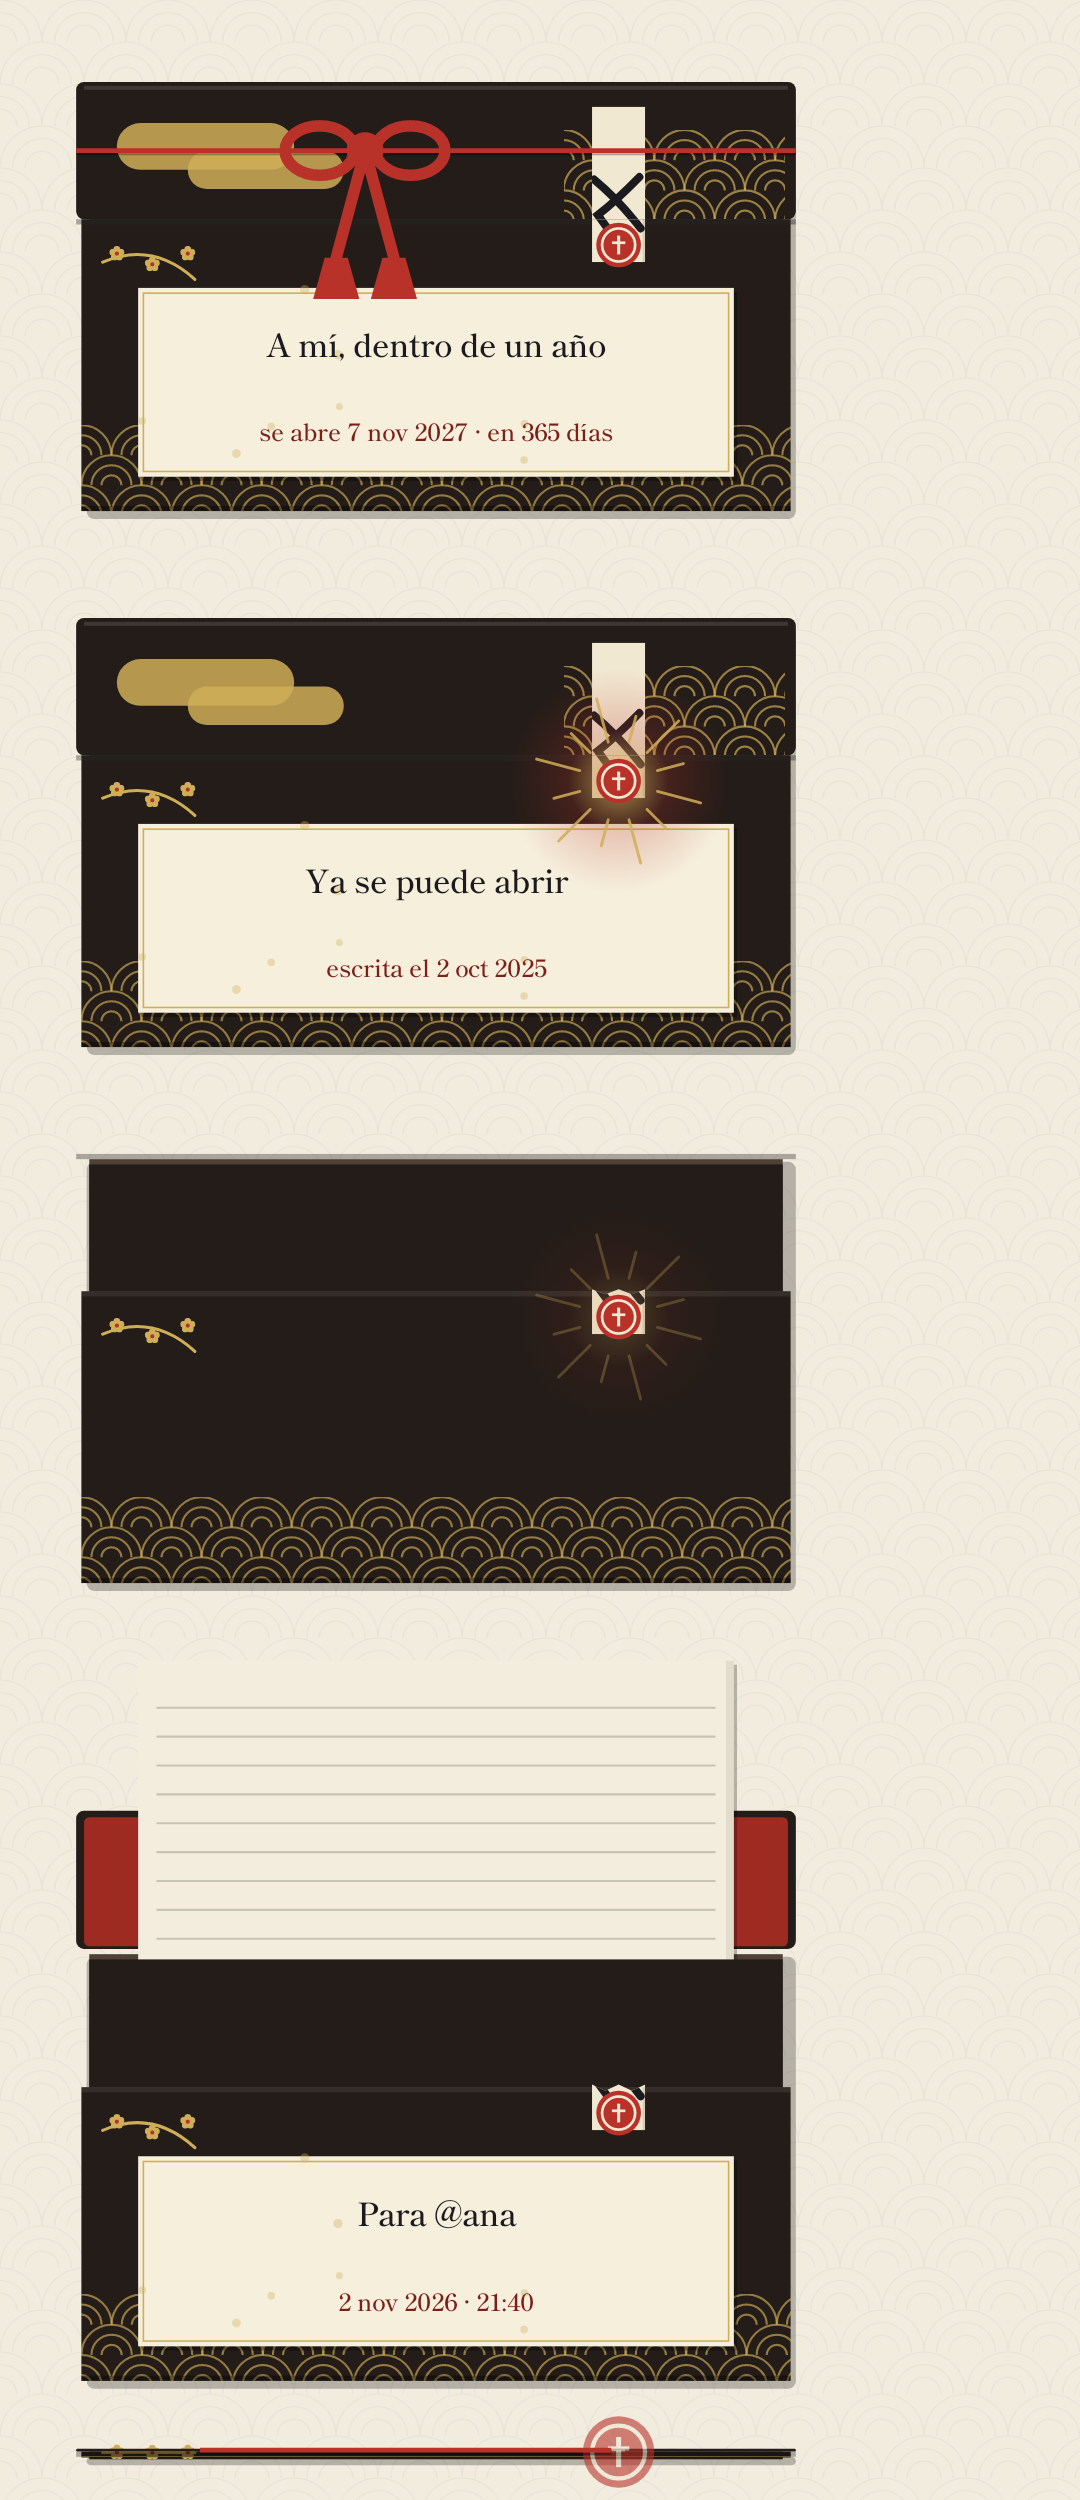 A mí, dentro de un año
se abre 7 nov 2027 · en 365 días
Ya se puede abrir
escrita el 2 oct 2025
Para @ana
2 nov 2026 · 21:40